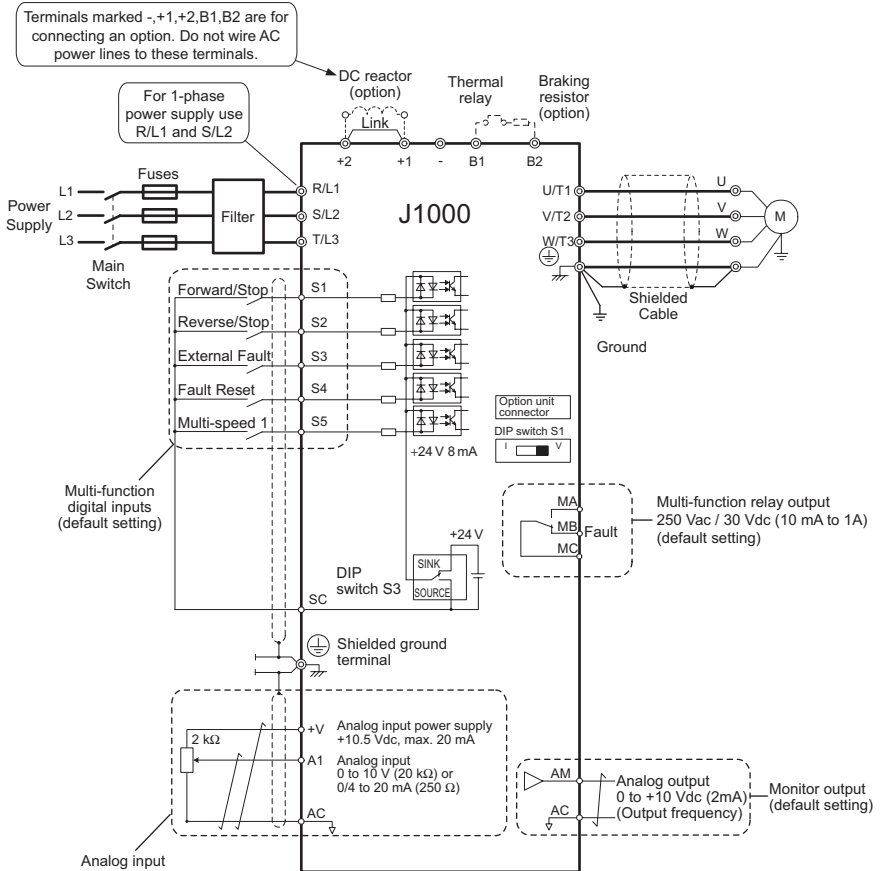 Terminals marked -,+1,+2,B1,B2 are for
connecting an option. Do not wire AC
power lines to these terminals.
DC reactor
(option)
Link
Thermal
relay
Braking
resistor
(option)
For 1-phase
power supply use
R/L1 and S/L2
+2
+1
-
B1
B2
Fuses
Power
Supply
L1
L2
L3
Main
Switch
Filter
R/L1
S/L2
T/L3
J1000
U/T1
V/T2
W/T3
U
V
W
M
Shielded
Cable
Ground
Forward/Stop
S1
Reverse/Stop
S2
External Fault
S3
Fault Reset
S4
Multi-speed 1
S5
+24 V 8 mA
Option unit
connector
DIP switch S1
I
V
Multi-function
digital inputs
(default setting)
MA
MB
MC
Fault
Multi-function relay output
250 Vac / 30 Vdc (10 mA to 1A)
(default setting)
+24 V
DIP
switch S3
SINK
SOURCE
SC
Shielded ground
terminal
2 kΩ
+V
Analog input power supply
+10.5 Vdc, max. 20 mA
A1
Analog input
0 to 10 V (20 kΩ) or
0/4 to 20 mA (250 Ω)
AC
AM
AC
Analog output
0 to +10 Vdc (2mA)
(Output frequency)
Monitor output
(default setting)
Analog input